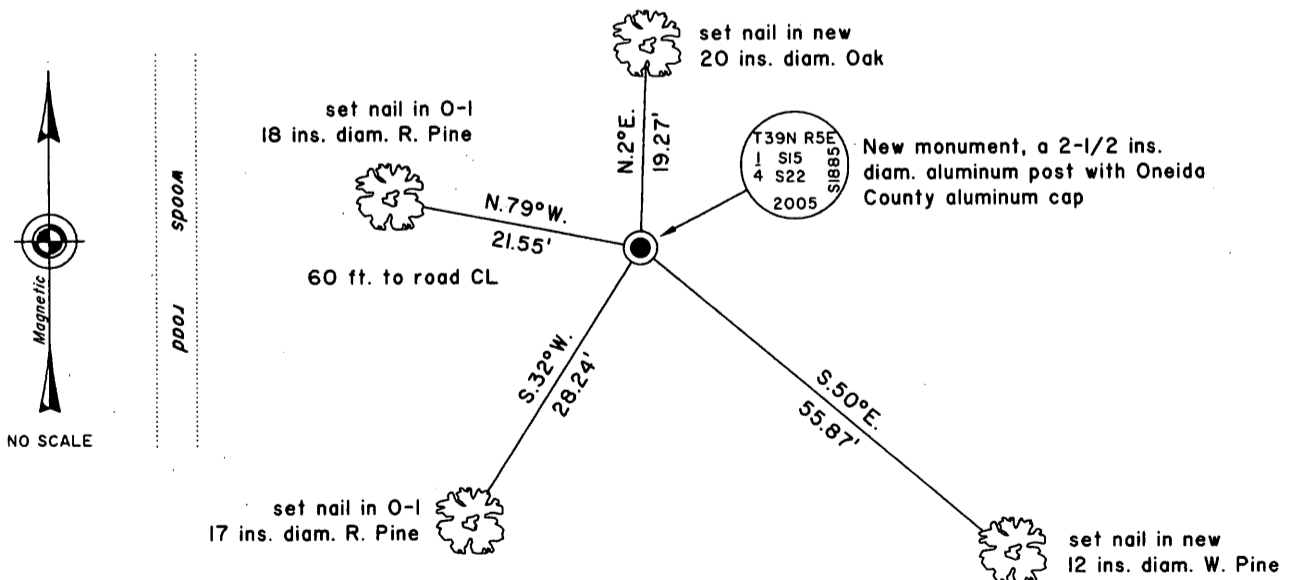 set nail in new
20 ins. diam. Oak
set nail in O-1
18 ins. diam. R. Pine
N.2°E.
19.27'
T39N R5E
1 S15
4 S22
S1885
2005
New monument, a 2-1/2 ins.
diam. aluminum post with Oneida
County aluminum cap
woods
road
Magnetic
NO SCALE
N.79°W.
21.55'
60 ft. to road CL
S.32°W.
28.24'
S.50°E.
55.87'
set nail in O-1
17 ins. diam. R. Pine
set nail in new
12 ins. diam. W. Pine